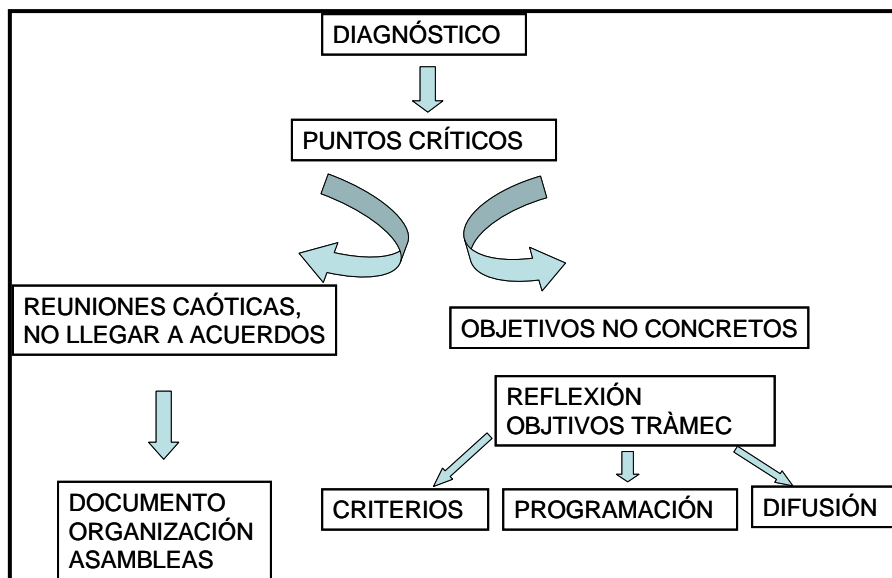 DIAGNÓSTICO
PUNTOS CRÍTICOS
REUNIONES CAÓTICAS,
NO LLEGAR A ACUERDOS
OBJETIVOS NO CONCRETOS
REFLEXIÓN
OBJTIVOS TRÀMEC
DOCUMENTO
ORGANIZACIÓN
ASAMBLEAS
CRITERIOS
PROGRAMACIÓN
DIFUSIÓN